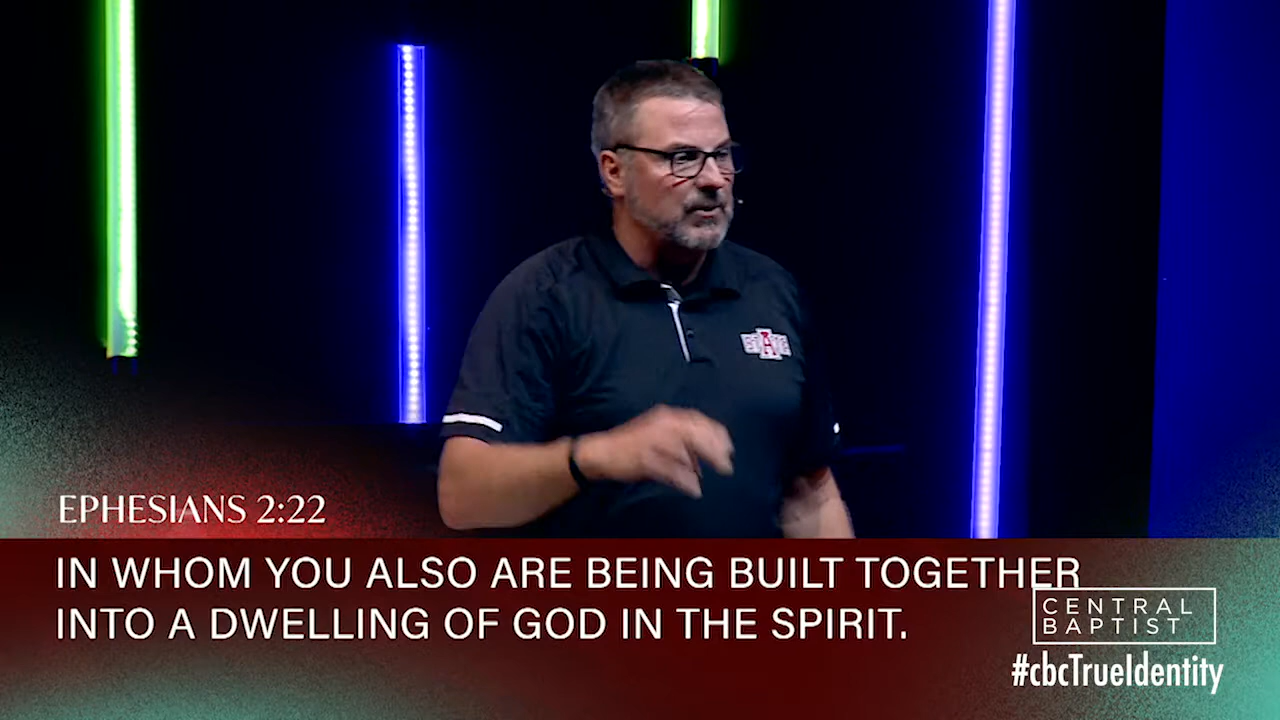 STATE
EPHESIANS 2:22
IN WHOM YOU ALSO ARE BEING BUILT TOGETHER
INTO A DWELLING OF GOD IN THE SPIRIT.
CENTRAL
BAPTIST
#cbcTrueIdentity